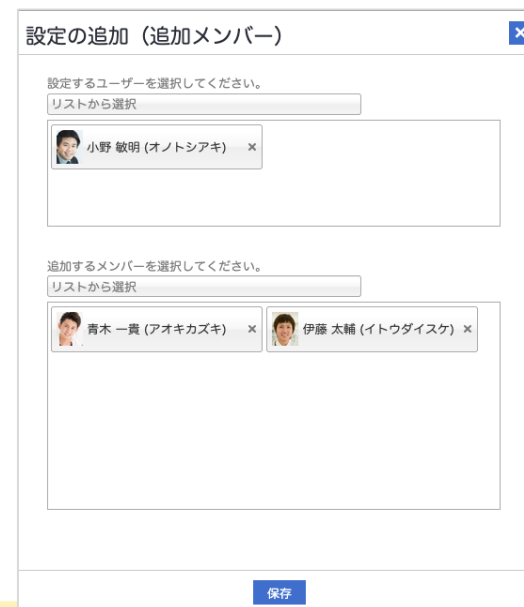 設定の追加（追加メンバー）
設定するユーザーを選択してください。
リストから選択
小野 敏明 (オノトシアキ) ×
追加するメンバーを選択してください。
リストから選択
青木 一貴 (アオキカズキ) × 伊藤 太輔 (イトウダイスケ) ×
保存